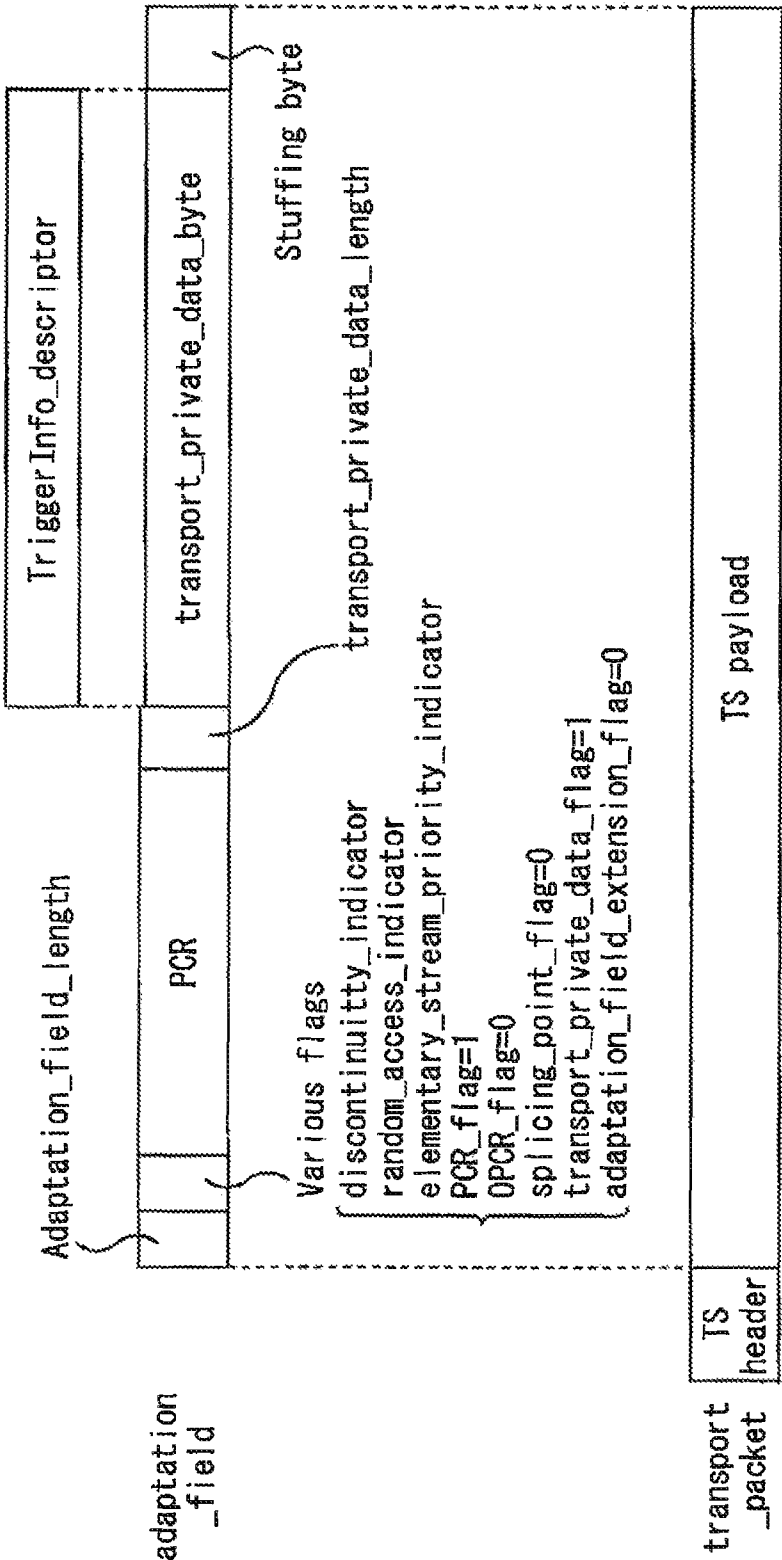 TriggerInfo_descriptor
Adaptation_field_length
adaptation
_field
PCR
transport_private_data_byte
Stuffing byte
transport_private_data_length
Various flags
discontinuitty_indicator
random_access_indicator
elementary_stream_priority_indicator
PCR_flag=1
OPCR_flag=0
splicing_point_flag=0
transport_private_data_flag=1
adaptation_field_extension_flag=0
transport
_packet
TS
header
TS payload